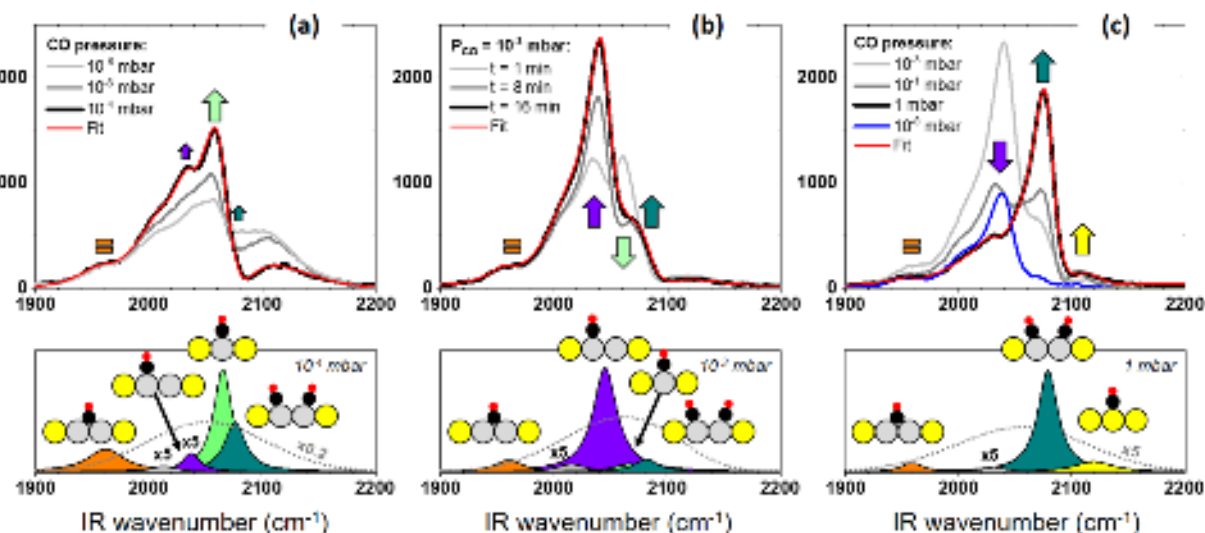 (a)
CO pressure:
10⁻⁵ mbar
mbar
Fit
2000
1000
0
1900 2000 2100 2200
(b)
mbar:
t = 1 min
t = 8 min
t = 16 min
Fit
2000
1000
0
1900 2000 2100 2200
(c)
CO pressure:
mbar
10⁻¹ mbar
1 mbar
mbar
Fit
2000
1000
0
1900 2000 2100 2200
mbar
x5
x5
x0.2
1900 2000 2100 2200
IR wavenumber (cm⁻¹)
mbar
x5
1900 2000 2100 2200
IR wavenumber (cm⁻¹)
1 mbar
x5
x5
1900 2000 2100 2200
IR wavenumber (cm⁻¹)